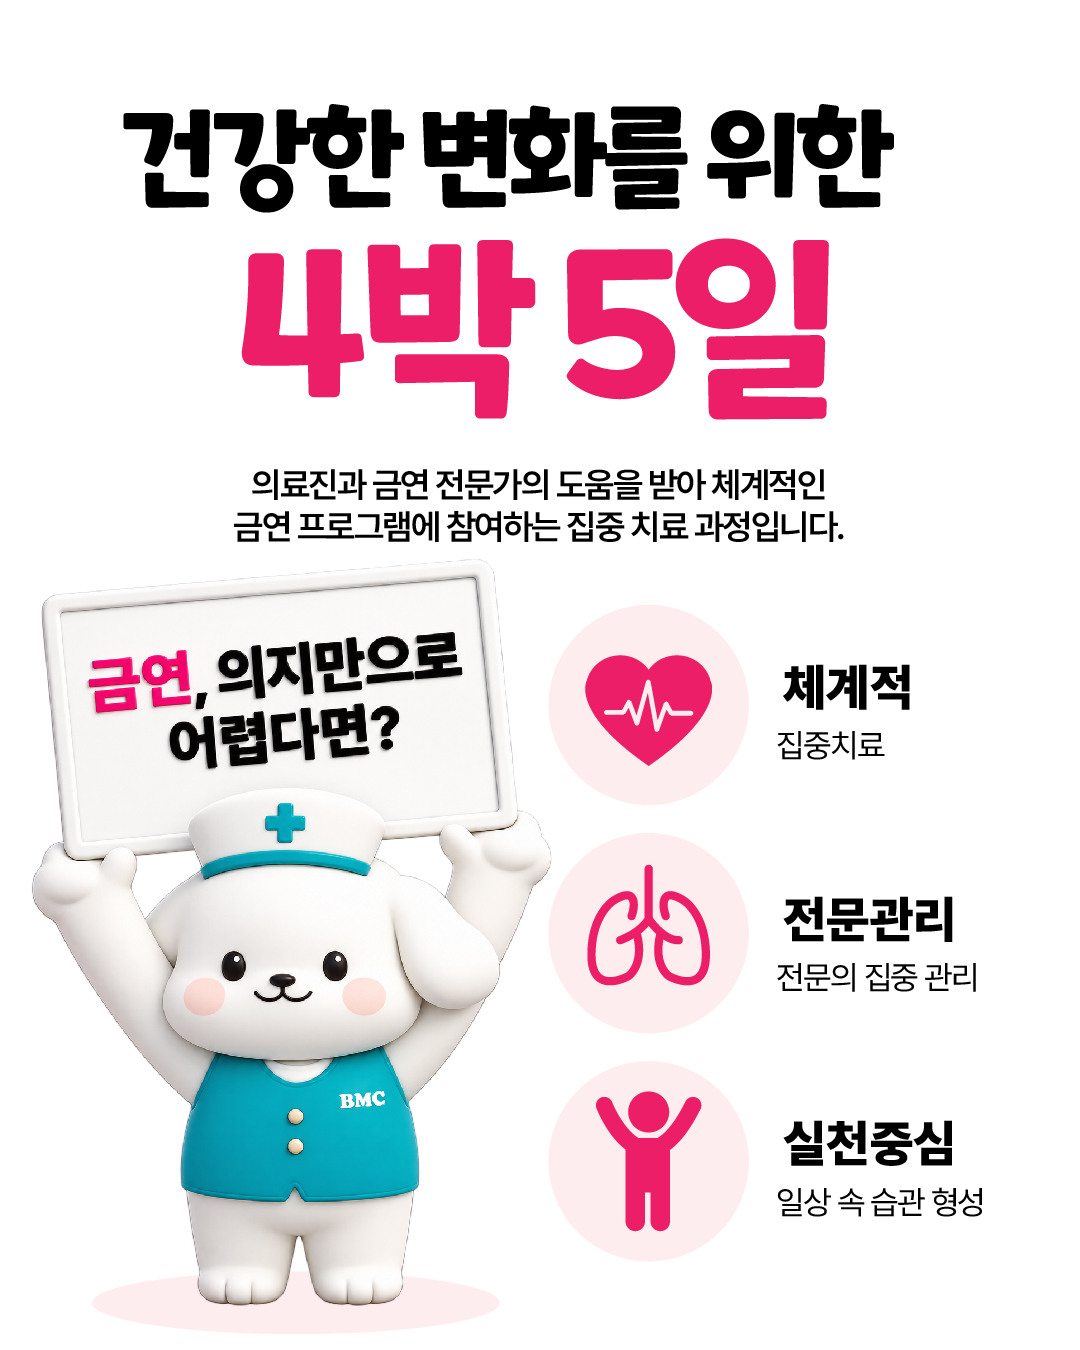 건강한 변화를 위한
4박 5일
의료진과 금연 전문가의 도움을 받아 체계적인
금연 프로그램에 참여하는 집중 치료 과정입니다.
금연, 의지만으로
어렵다면?
체계적
집중치료
전문관리
전문의 집중 관리
BMC
실천중심
일상 속 습관 형성